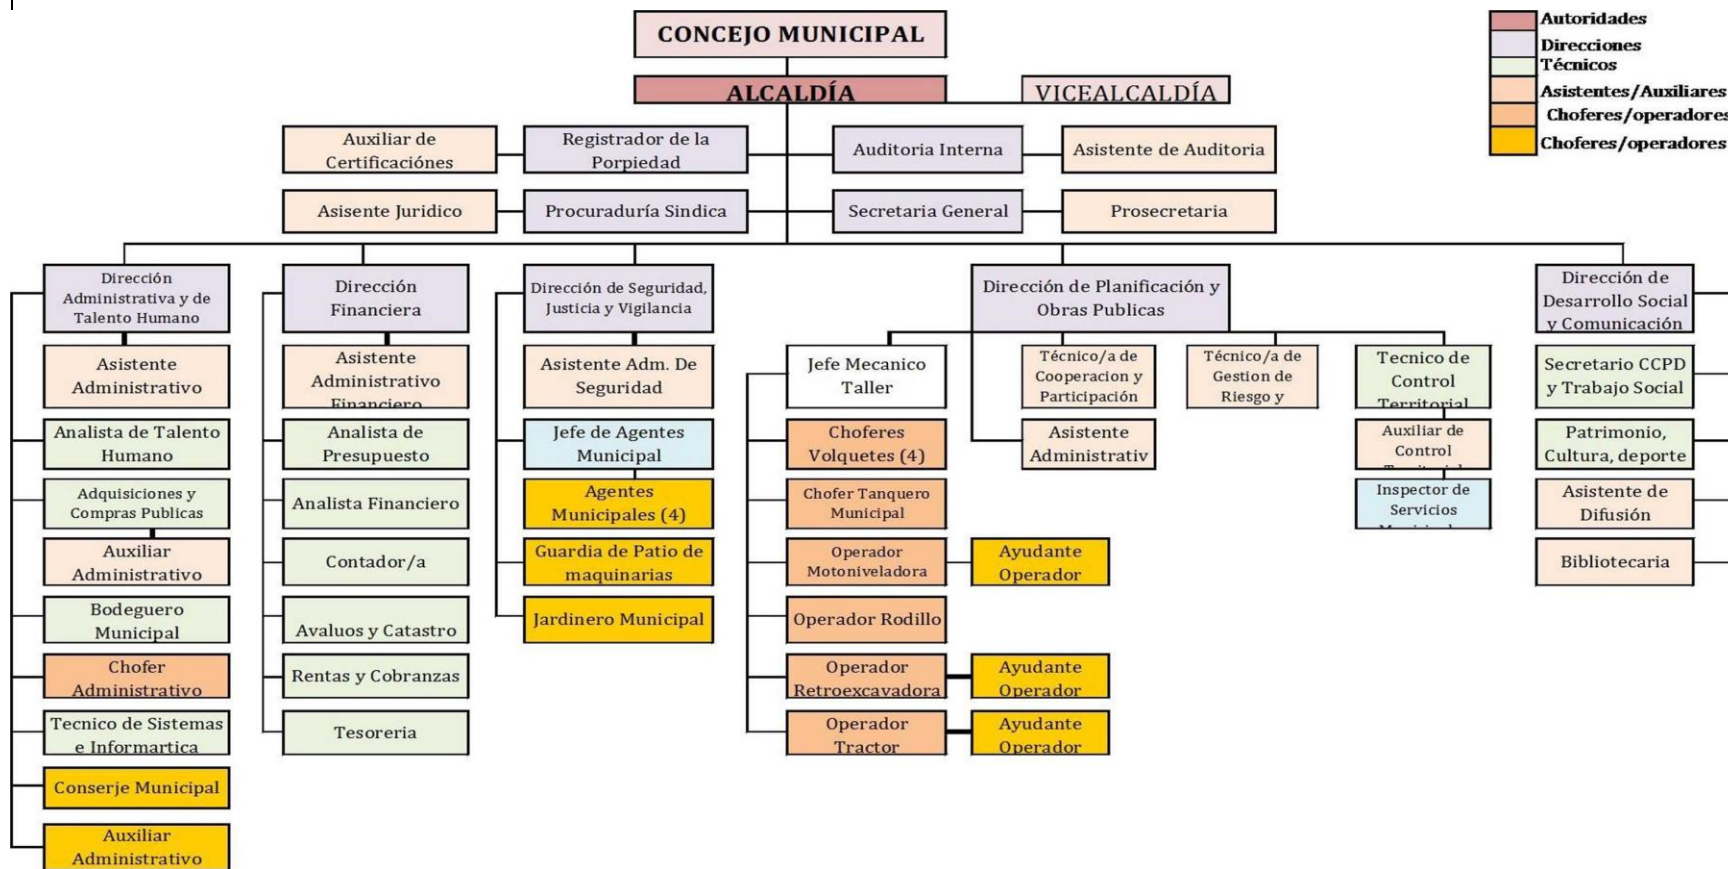 CONCEJO MUNICIPAL
ALCALDÍA
VICEALCALDÍA
Autoridades
Direcciones
Técnicos
Asistentes/Auxiliares
Choferes/operadores
Choferes/operadores
Auxiliar de
Certificaciónes
Registrador de la
Porpiedad
Auditoria Interna
Asistente de Auditoria
Asisente Juridico
Procuraduría Sindica
Secretaria General
Prosecretaria
Dirección
Administrativa y de
Talento Humano
Asistente
Administrativo
Analista de Talento
Humano
Adquisiciones y
Compras Publicas
Auxiliar
Administrativo
Bodeguero
Municipal
Chofer
Administrativo
Tecnico de Sistemas
e Informartica
Conserje Municipal
Auxiliar
Administrativo
Dirección
Financiera
Asistente
Administrativo
Financiero
Analista de
Presupuesto
Analista Financiero
Contador/a
Avaluos y Catastro
Rentas y Cobranzas
Tesoreria
Dirección de Seguridad,
Justicia y Vigilancia
Asistente Adm. De
Seguridad
Jefe de Agentes
Municipal
Agentes
Municipales (4)
Guardia de Patio de
maquinarias
Jardinero Municipal
Dirección de Planificación y
Obras Publicas
Jefe Mecanico
Taller
Choferes
Volquetes (4)
Chofer Tanquero
Municipal
Operador
Motoniveladora
Ayudante
Operador
Operador Rodillo
Operador
Retroexcavadora
Ayudante
Operador
Operador
Tractor
Ayudante
Operador
Técnico/a de
Cooperacion y
Participación
Asistente
Administrativ
Técnico/a de
Gestion de
Riesgo y
Tecnico de
Control
Territorial
Auxiliar de
Control
Inspector de
Servicios
Dirección de
Desarrollo Social
y Comunicación
Secretario CCPD
y Trabajo Social
Patrimonio,
Cultura, deporte
Asistente de
Difusión
Bibliotecaria